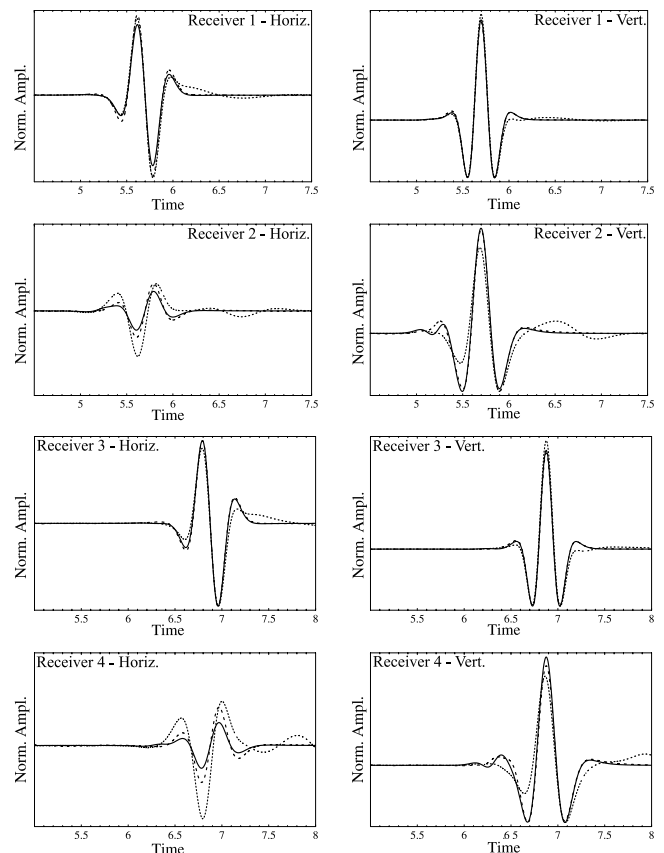 Receiver 1 - Horiz.
Norm. Ampl.
5 5.5 6 6.5 7 7.5
Time
Receiver 1 - Vert.
Norm. Ampl.
5 5.5 6 6.5 7 7.5
Time
Receiver 2 - Horiz.
Norm. Ampl.
5 5.5 6 6.5 7 7.5
Time
Receiver 2 - Vert.
Norm. Ampl.
5 5.5 6 6.5 7 7.5
Time
Receiver 3 - Horiz.
Norm. Ampl.
5.5 6 6.5 7 7.5 8
Time
Receiver 3 - Vert.
Norm. Ampl.
5.5 6 6.5 7 7.5 8
Time
Receiver 4 - Horiz.
Norm. Ampl.
5.5 6 6.5 7 7.5 8
Time
Receiver 4 - Vert.
Norm. Ampl.
5.5 6 6.5 7 7.5 8
Time